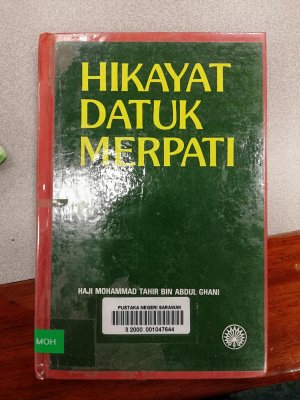 HIKAYAT
DATUK
MERPATI
HAJI MOHAMMAD TAHIR BIN ABDUL GHANI
PUSTAKA NEGERI SARAWAK
3 2000 001047644
MOH